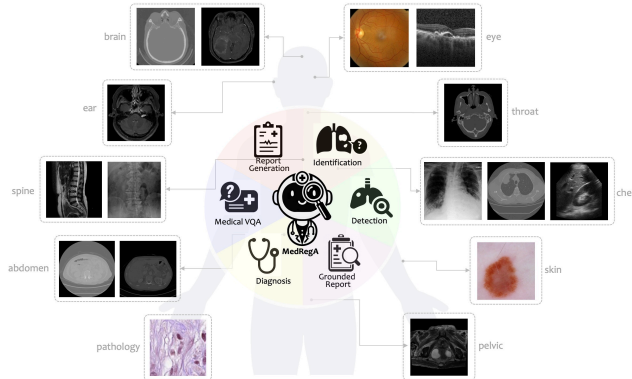 brain
eye
ear
throat
Report
Generation
Identification
spine
che
Medical VQA
Detection
MedRegA
abdomen
Diagnosis
Grounded
Report
skin
pathology
pelvic